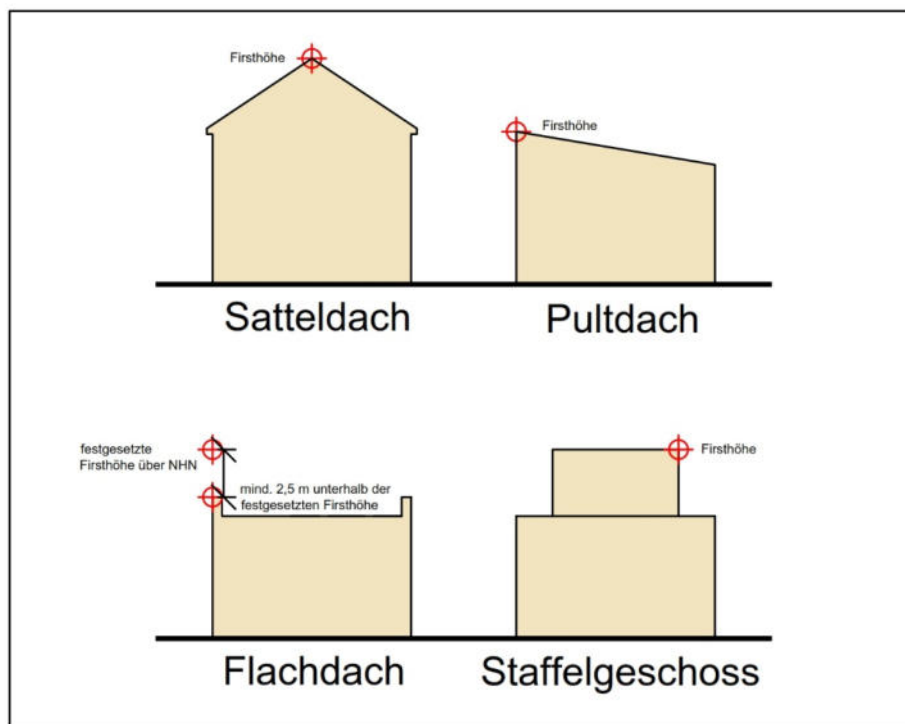 Firsthöhe
Firsthöhe
Satteldach
Pultdach
festgesetzte
Firsthöhe über NHN
mind. 2,5 m unterhalb der
festgesetzten Firsthöhe
Firsthöhe
Flachdach
Staffelgeschoss